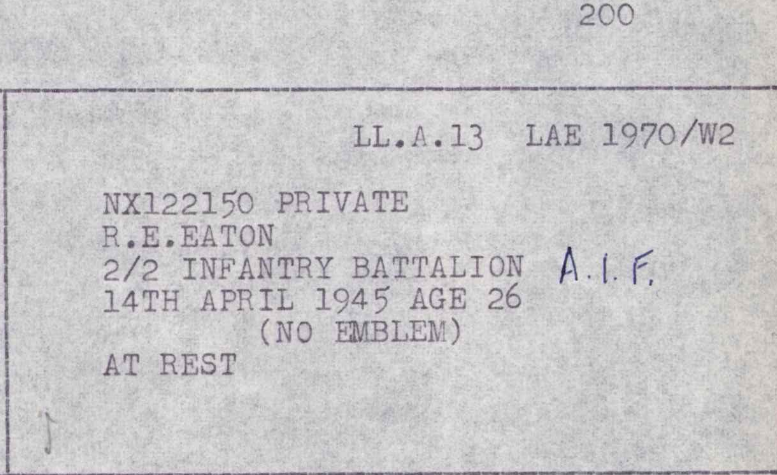 200
LL.A.13 LAE 1970/W2
NX122150 PRIVATE
R.E.EATON
2/2 INFANTRY BATTALION A.I.F.
14TH APRIL 1945 AGE 26
(NO EMBLEM)
AT REST